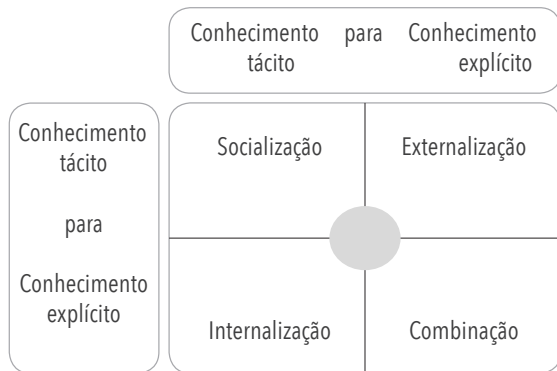 Conhecimento para Conhecimento
tácito explícito
Conhecimento
tácito
para
Conhecimento
explícito
Socialização Externalização
Internalização Combinação